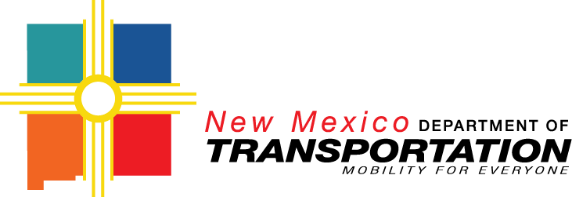 New Mexico DEPARTMENT OF
TRANSPORTATION
MOBILITY FOR EVERYONE